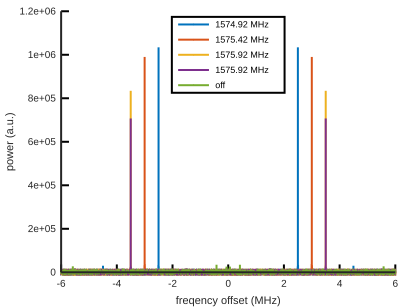 1.2e+06
1e+06
8e+05
6e+05
4e+05
2e+05
0
power (a.u.)
1574.92 MHz
1575.42 MHz
1575.92 MHz
1575.92 MHz
off
-6
-4
-2
0
2
4
6
freqency offset (MHz)